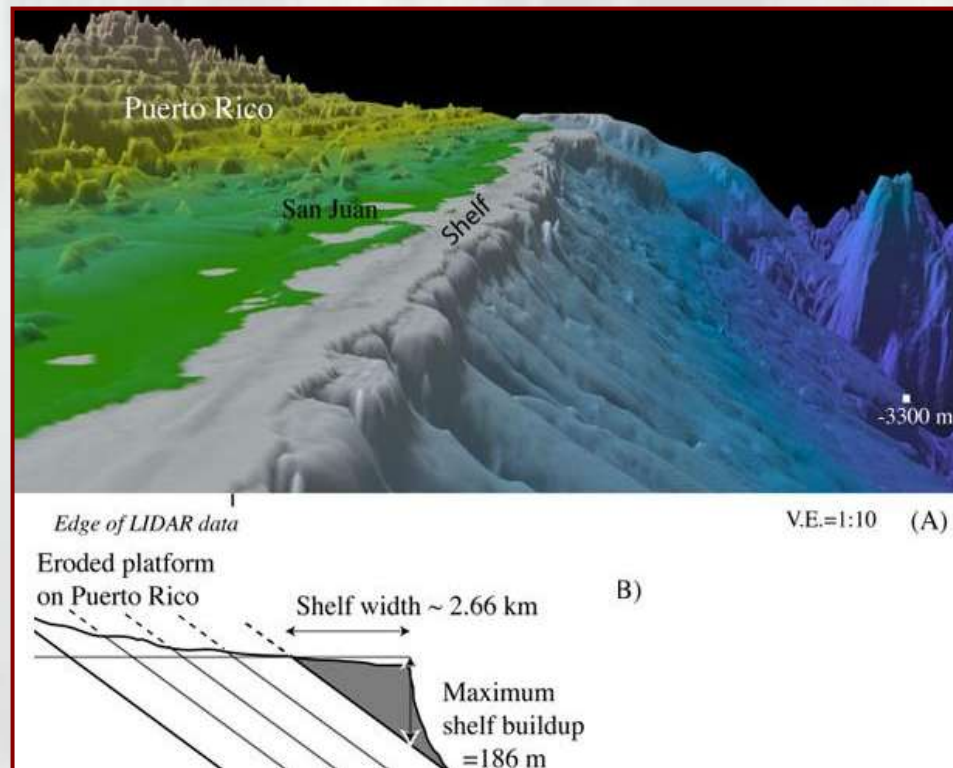 Puerto Rico
San Juan
Shelf
-3300 m
Edge of LIDAR data
V.E.=1:10 (A)
Eroded platform
on Puerto Rico
Shelf width ~ 2.66 km
B)
Maximum
shelf buildup
=186 m